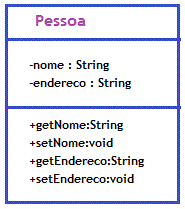 Pessoa
-nome : String
-endereco : String
+getNome:String
+setNome:void
+getEndereco:String
+setEndereco:void